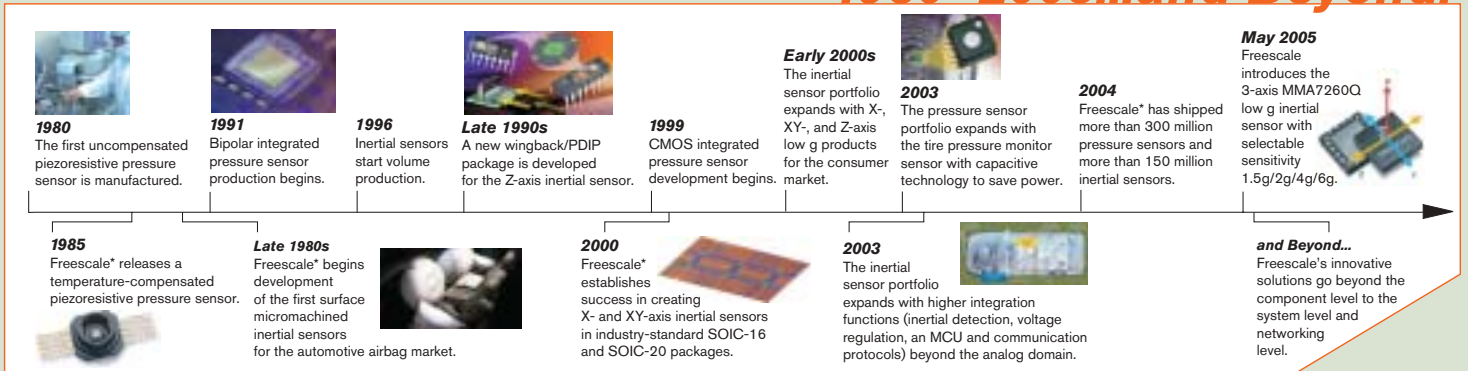 1980
The first uncompensated
piezoresistive pressure
sensor is manufactured.
1985
Freescale* releases a
temperature-compensated
piezoresistive pressure sensor.
Late 1980s
Freescale* begins
development
of the first surface
micromachined
inertial sensors
for the automotive airbag market.
1991
Bipolar integrated
pressure sensor
production begins.
1996
Inertial sensors
start volume
production.
Late 1990s
A new wingback/PDIP
package is developed
for the Z-axis inertial sensor.
1999
CMOS integrated
pressure sensor
development begins.
2000
Freescale*
establishes
success in creating
X- and XY-axis inertial sensors
in industry-standard SOIC-16
and SOIC-20 packages.
Early 2000s
The inertial
sensor portfolio
expands with X-,
XY-, and Z-axis
low g products
for the consumer
market.
2003
The pressure sensor
portfolio expands with
the tire pressure monitor
sensor with capacitive
technology to save power.
2003
The inertial
sensor portfolio
expands with higher integration
functions (inertial detection, voltage
regulation, an MCU and communication
protocols) beyond the analog domain.
2004
Freescale* has shipped
more than 300 million
pressure sensors and
more than 150 million
inertial sensors.
May 2005
Freescale
introduces the
3-axis MMA7260Q
low g inertial
sensor with
selectable
sensitivity
1.5g/2g/4g/6g.
and Beyond...
Freescale's innovative
solutions go beyond the
component level to the
system level and
networking
level.